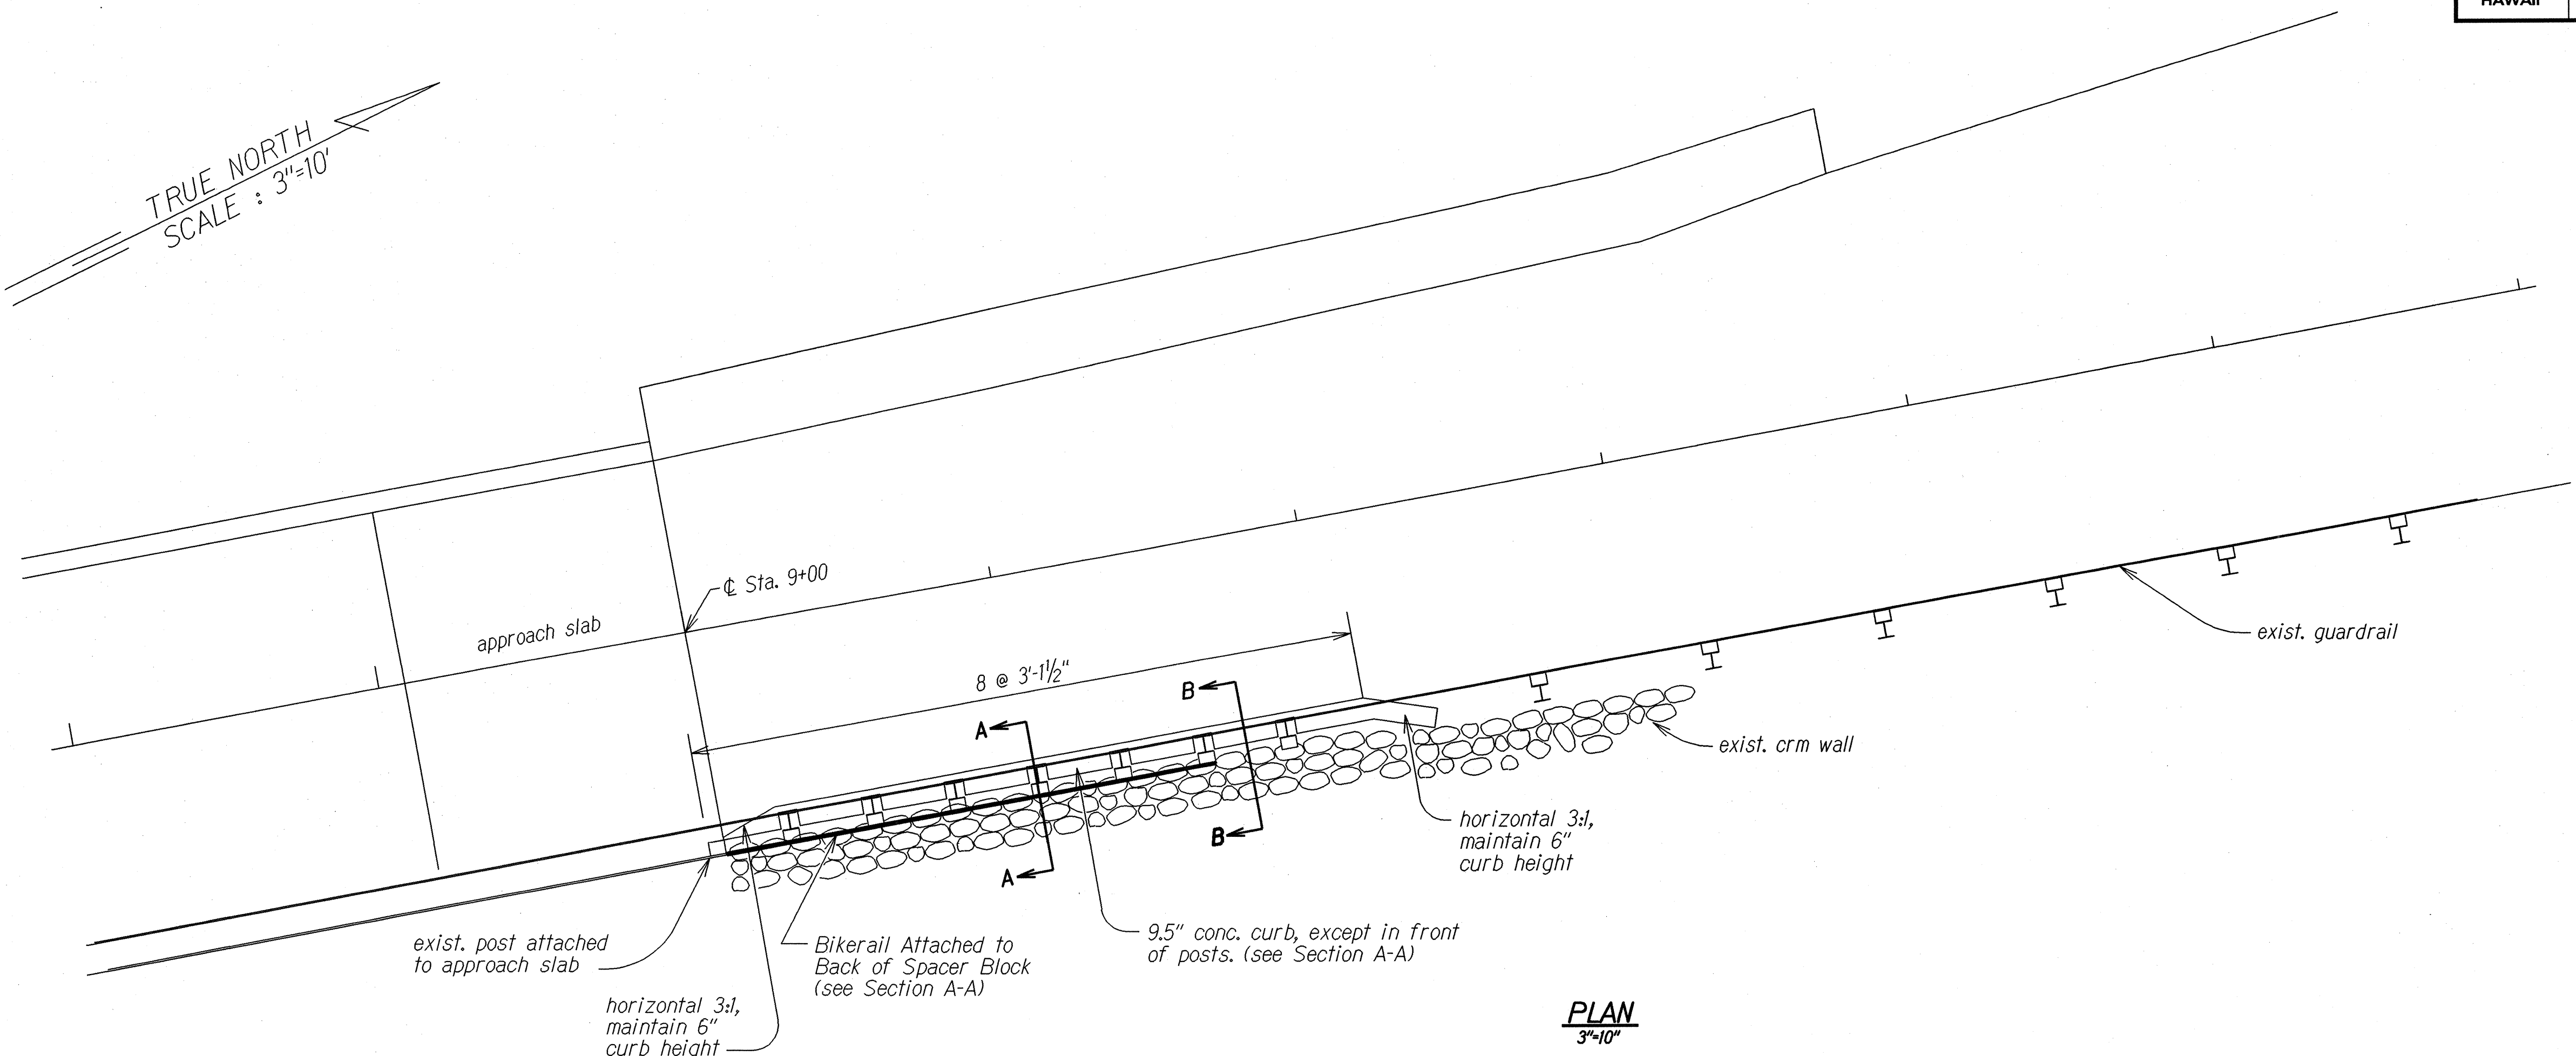 HAWAII
TRUE NORTH
SCALE : 3"=10'
℄ Sta. 9+00
approach slab
8 @ 3'-1½"
exist. guardrail
B
A
exist. crm wall
B
A
horizontal 3:1,
maintain 6"
curb height
9.5" conc. curb, except in front
of posts. (see Section A-A)
exist. post attached
to approach slab
Bikerail Attached to
Back of Spacer Block
(see Section A-A)
horizontal 3:1,
maintain 6"
curb height
PLAN
3"=10"